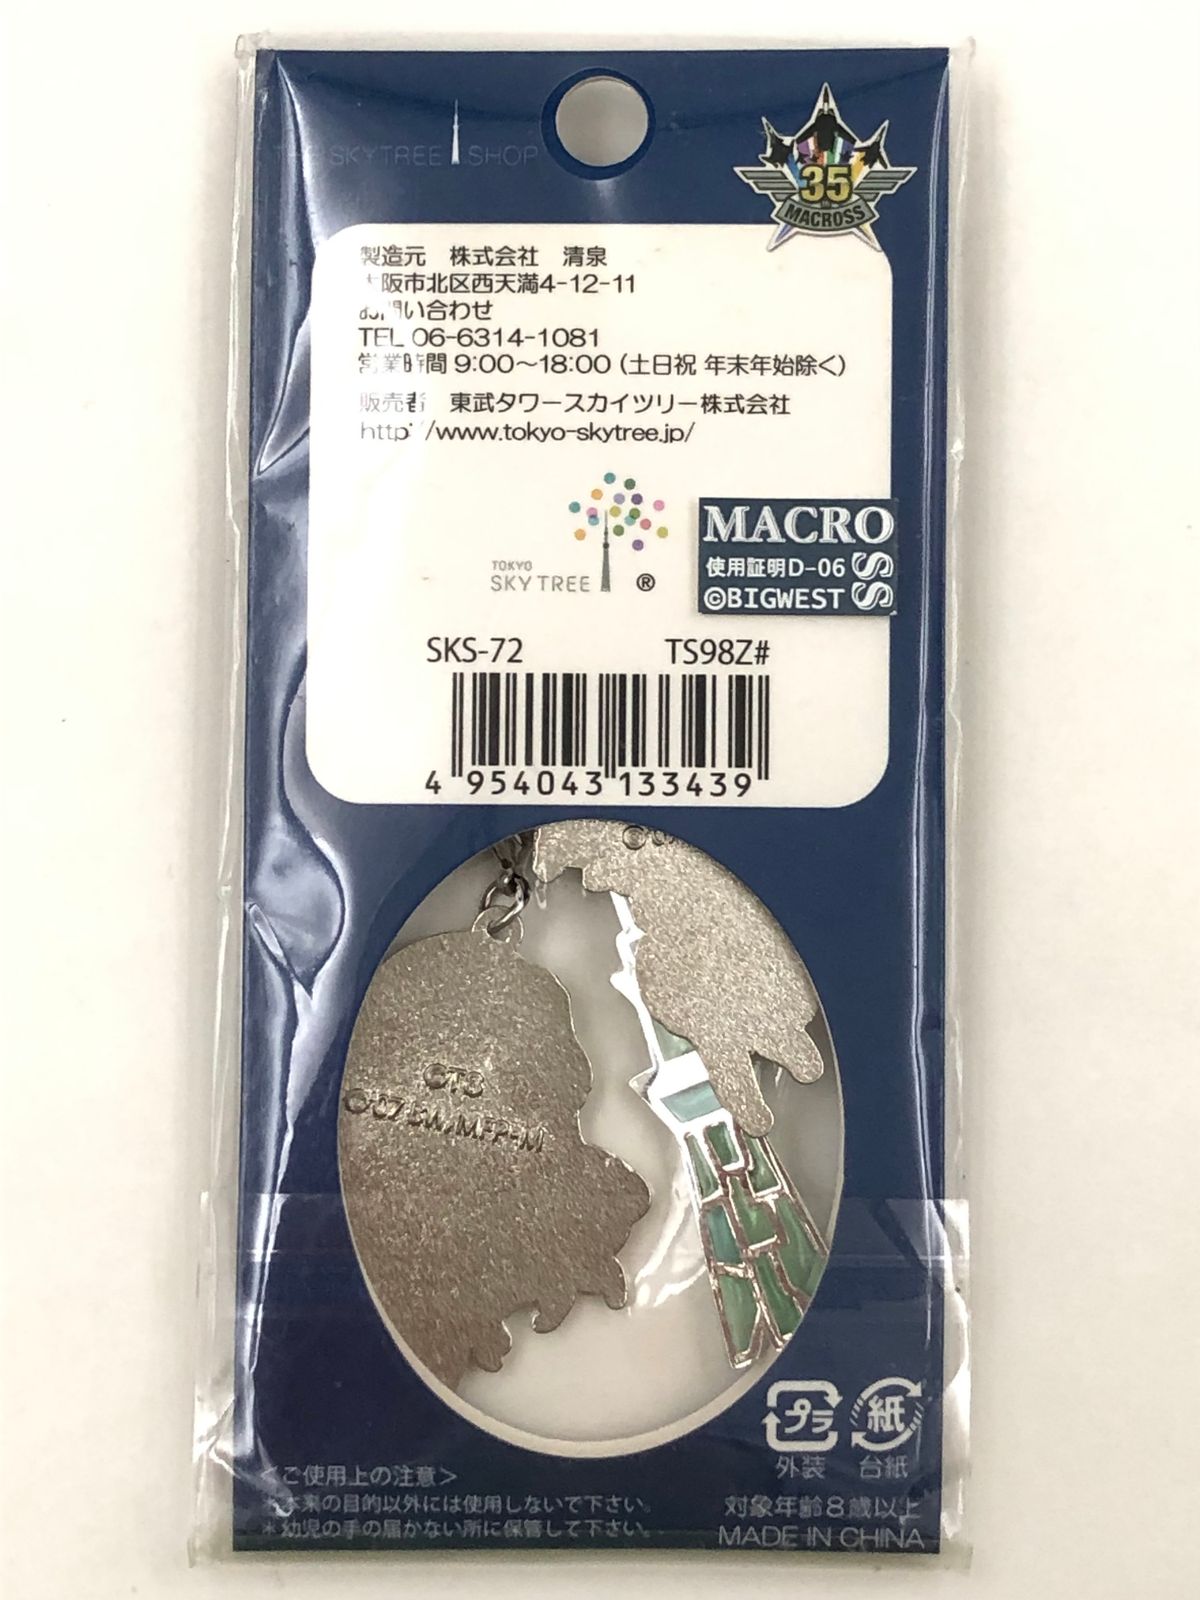 THE SKYTREE SHOP
35
MACROSS
製造元 株式会社 清泉
大阪市北区西天満4-12-11
お問い合わせ
TEL 06-6314-1081
営業時間 9:00〜18:00 (土日祝 年末年始除く)
販売者 東武タワースカイツリー株式会社
http://www.tokyo-skytree.jp/
TOKYO
SKYTREE ®
MACROSS
使用証明D-06
©BIGWEST
SKS-72 TS98Z#
4 954043 133439
©TS
©07 BW/MFP-M
プラ 紙
外装 台紙
<ご使用上の注意>
*本来の目的以外には使用しないで下さい。
*幼児の手の届かない所に保管して下さい。
対象年齢8歳以上
MADE IN CHINA